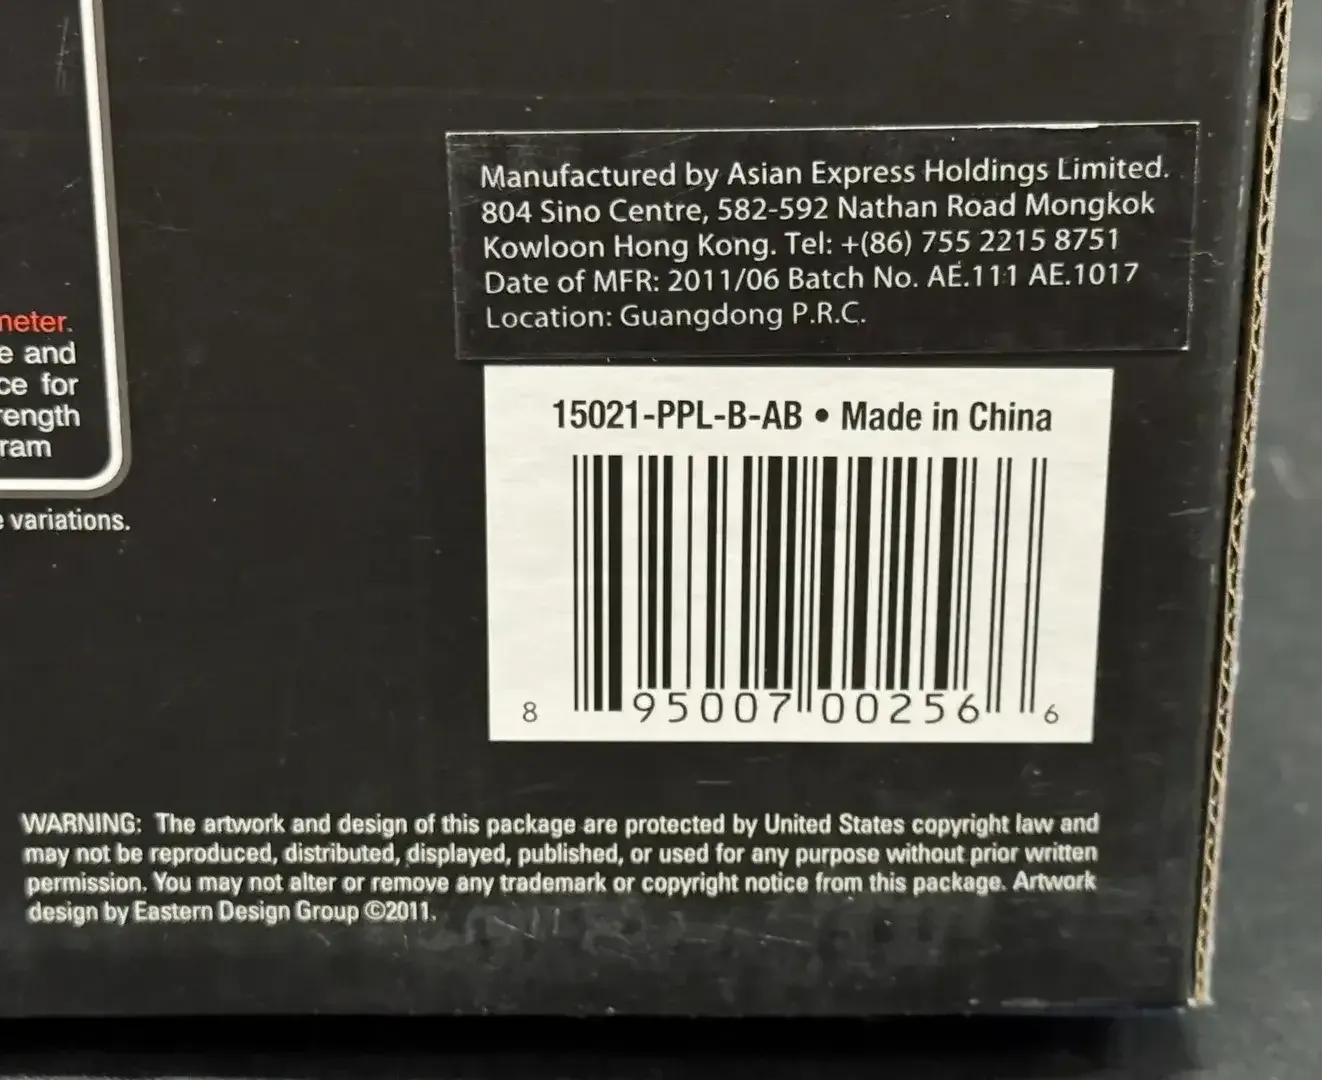 Manufactured by Asian Express Holdings Limited.
804 Sino Centre, 582-592 Nathan Road Mongkok
Kowloon Hong Kong. Tel: +(86) 755 2215 8751
Date of MFR: 2011/06 Batch No. AE.111 AE.1017
Location: Guangdong P.R.C.
meter.
e and
ce for
rength
ram
e variations.
15021-PPL-B-AB • Made in China
8 95007 00256 6
WARNING: The artwork and design of this package are protected by United States copyright law and
may not be reproduced, distributed, displayed, published, or used for any purpose without prior written
permission. You may not alter or remove any trademark or copyright notice from this package. Artwork
design by Eastern Design Group ©2011.